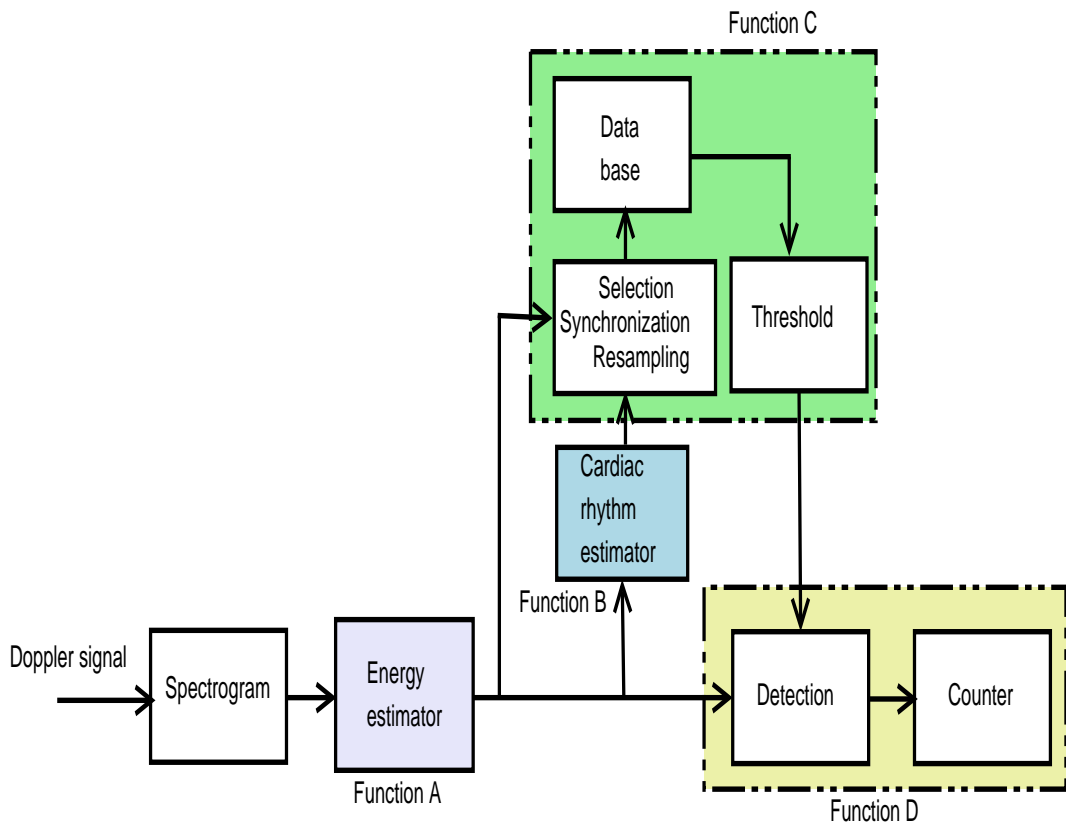 Function C
Data
base
Selection
Synchronization
Resampling
Threshold
Cardiac
rhythm
estimator
Function B
Doppler signal
Spectrogram
Energy
estimator
Function A
Detection
Counter
Function D